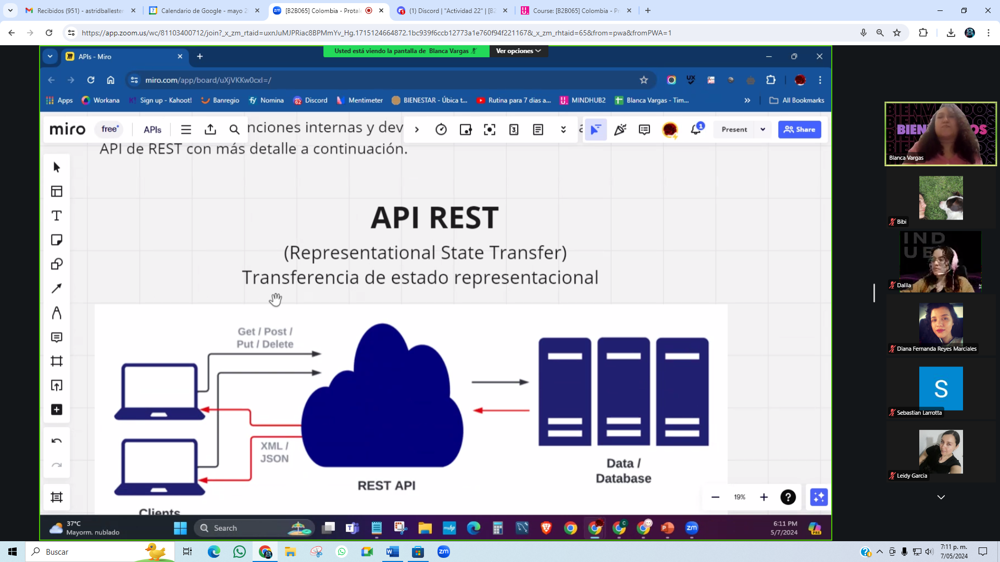 Recibidos (951) - astridballester
Calendario de Google - mayo 2
[B2B065] Colombia - Protale
(1) Discord | "Actividad 22" | [B2
Course: [B2B065] Colombia - Pr
https://app.zoom.us/wc/81103400712/join?_x_zm_rtaid=uxnJuMJPRiac8BPMmYv_Hg.1715124664872.1bc939f6ccb12773a1e760f94f221167&_x_zm_rhtaid=65&from=pwa&fromPWA=1
Usted está viendo la pantalla de Blanca Vargas
Ver opciones
APIs - Miro
miro.com/app/board/uXjVKKw0cxI=/
Apps
Workana
Sign up - Kahoot!
Banregio
Nomina
Discord
Mentimeter
BIENESTAR - Úbica t...
Rutina para 7 dias a...
MINDHUB2
Blanca Vargas - Tim...
All Bookmarks
miro
free
APIs
nciones internas y dev
Present
Share
API de REST con más detalle a continuación.
API REST
(Representational State Transfer)
Transferencia de estado representacional
Get / Post /
Put / Delete
XML /
JSON
REST API
Data /
Database
Clients
19%
37°C
Mayorm. nublado
Search
6:11 PM
5/7/2024
BIENVENIDOS
Blanca Vargas
Bibi
IND
UB
Dalila
Diana Fernanda Reyes Marciales
S
Sebastian Larrotta
Leidy Garcia
Buscar
7:11 p. m.
7/05/2024